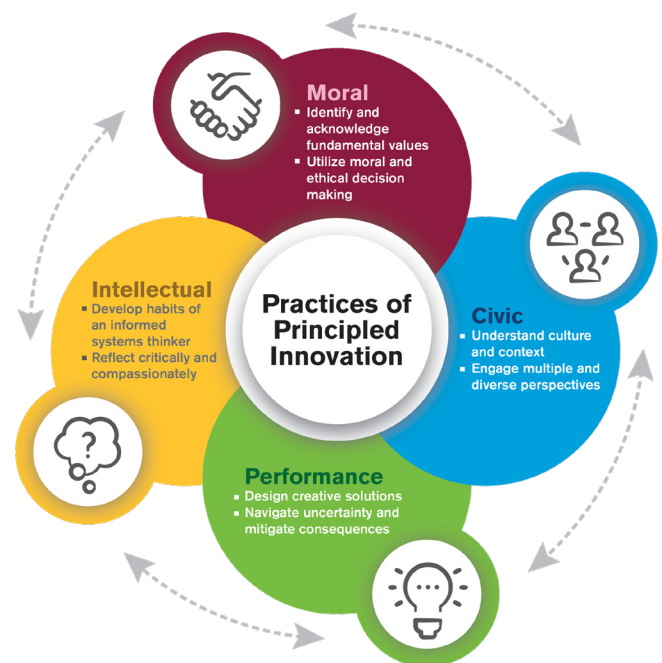 Moral
▪ Identify and
acknowledge
fundamental values
▪ Utilize moral and
ethical decision
making
Civic
▪ Understand culture
and context
▪ Engage multiple and
diverse perspectives
Practices of
Principled
Innovation
Intellectual
▪ Develop habits of
an informed
systems thinker
▪ Reflect critically and
compassionately
?
Performance
▪ Design creative solutions
▪ Navigate uncertainty and
mitigate consequences